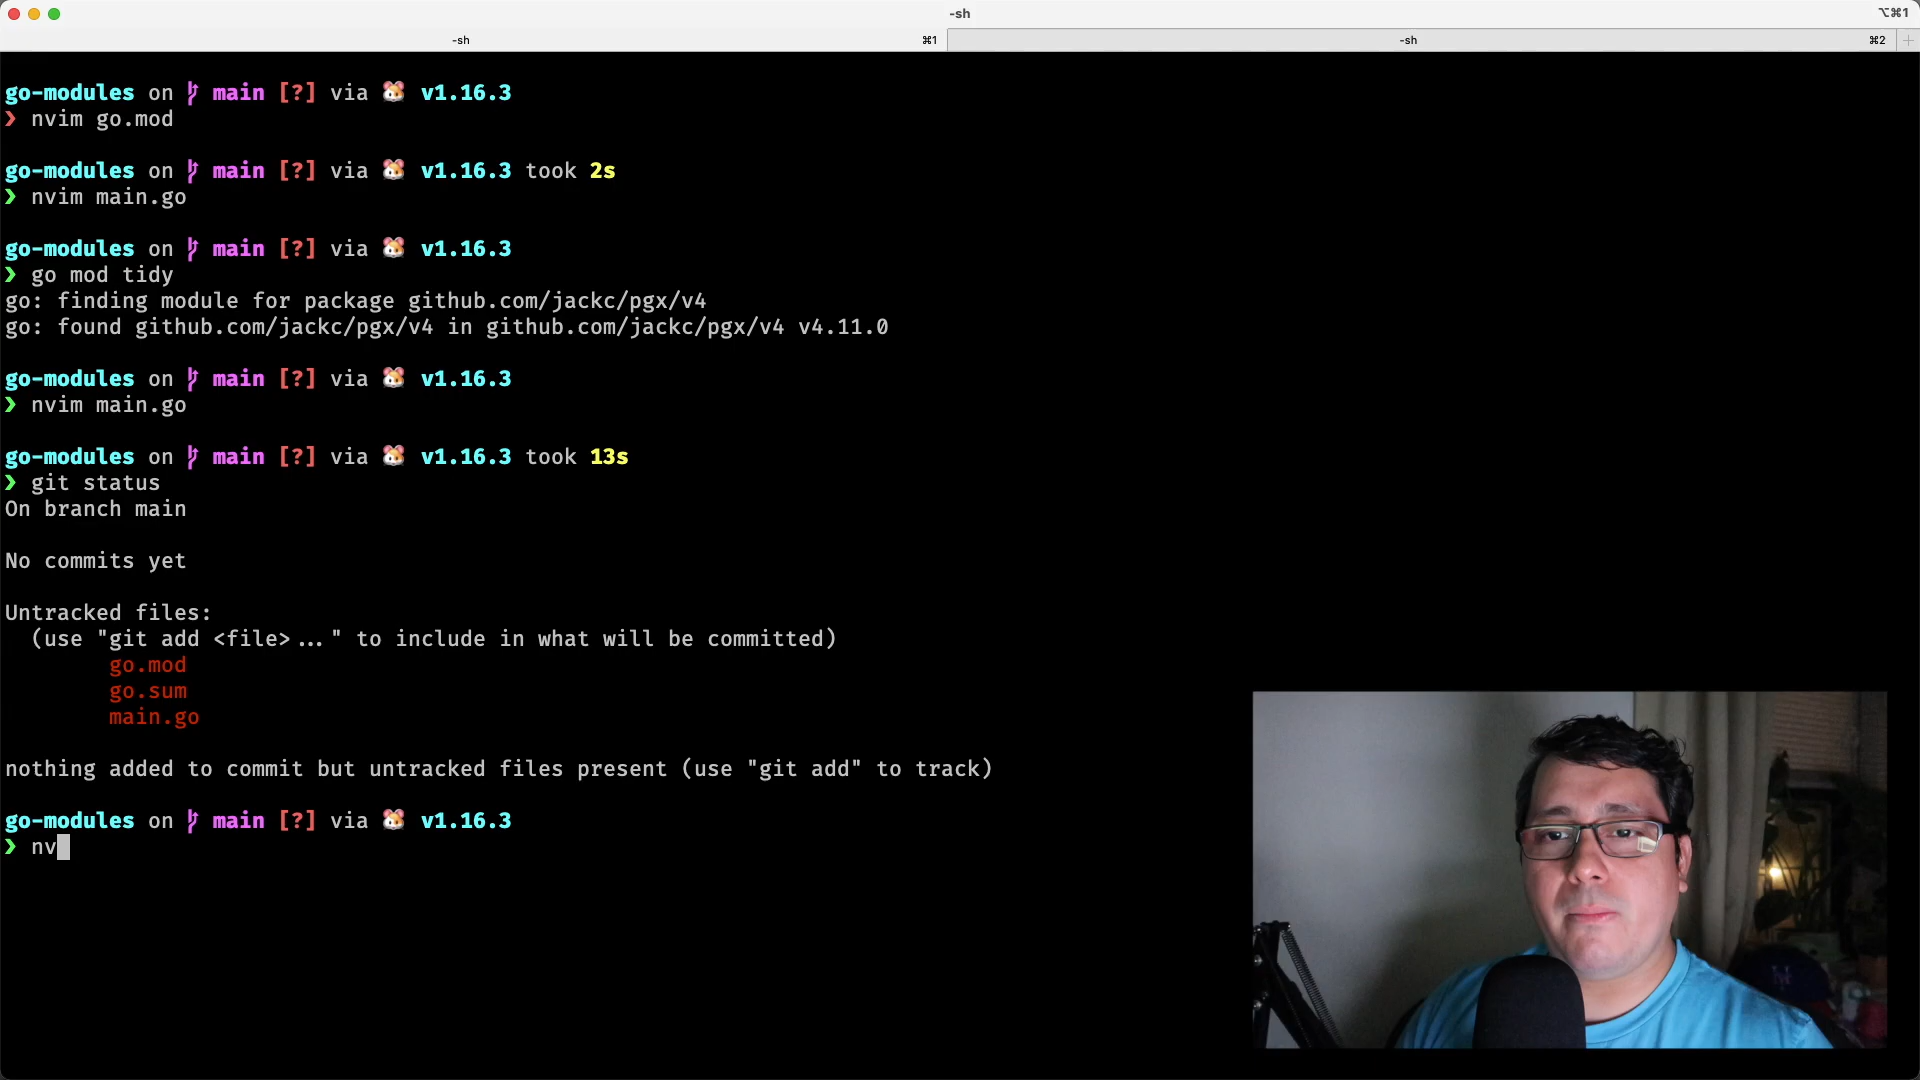 -sh
⌥⌘1
-sh ⌘1
-sh ⌘2
go-modules on main [?] via 🐹 v1.16.3
❯ nvim go.mod
go-modules on main [?] via 🐹 v1.16.3 took 2s
❯ nvim main.go
go-modules on main [?] via 🐹 v1.16.3
❯ go mod tidy
go: finding module for package github.com/jackc/pgx/v4
go: found github.com/jackc/pgx/v4 in github.com/jackc/pgx/v4 v4.11.0
go-modules on main [?] via 🐹 v1.16.3
❯ nvim main.go
go-modules on main [?] via 🐹 v1.16.3 took 13s
❯ git status
On branch main
No commits yet
Untracked files:
(use "git add <file>..." to include in what will be committed)
go.mod
go.sum
main.go
nothing added to commit but untracked files present (use "git add" to track)
go-modules on main [?] via 🐹 v1.16.3
❯ nv